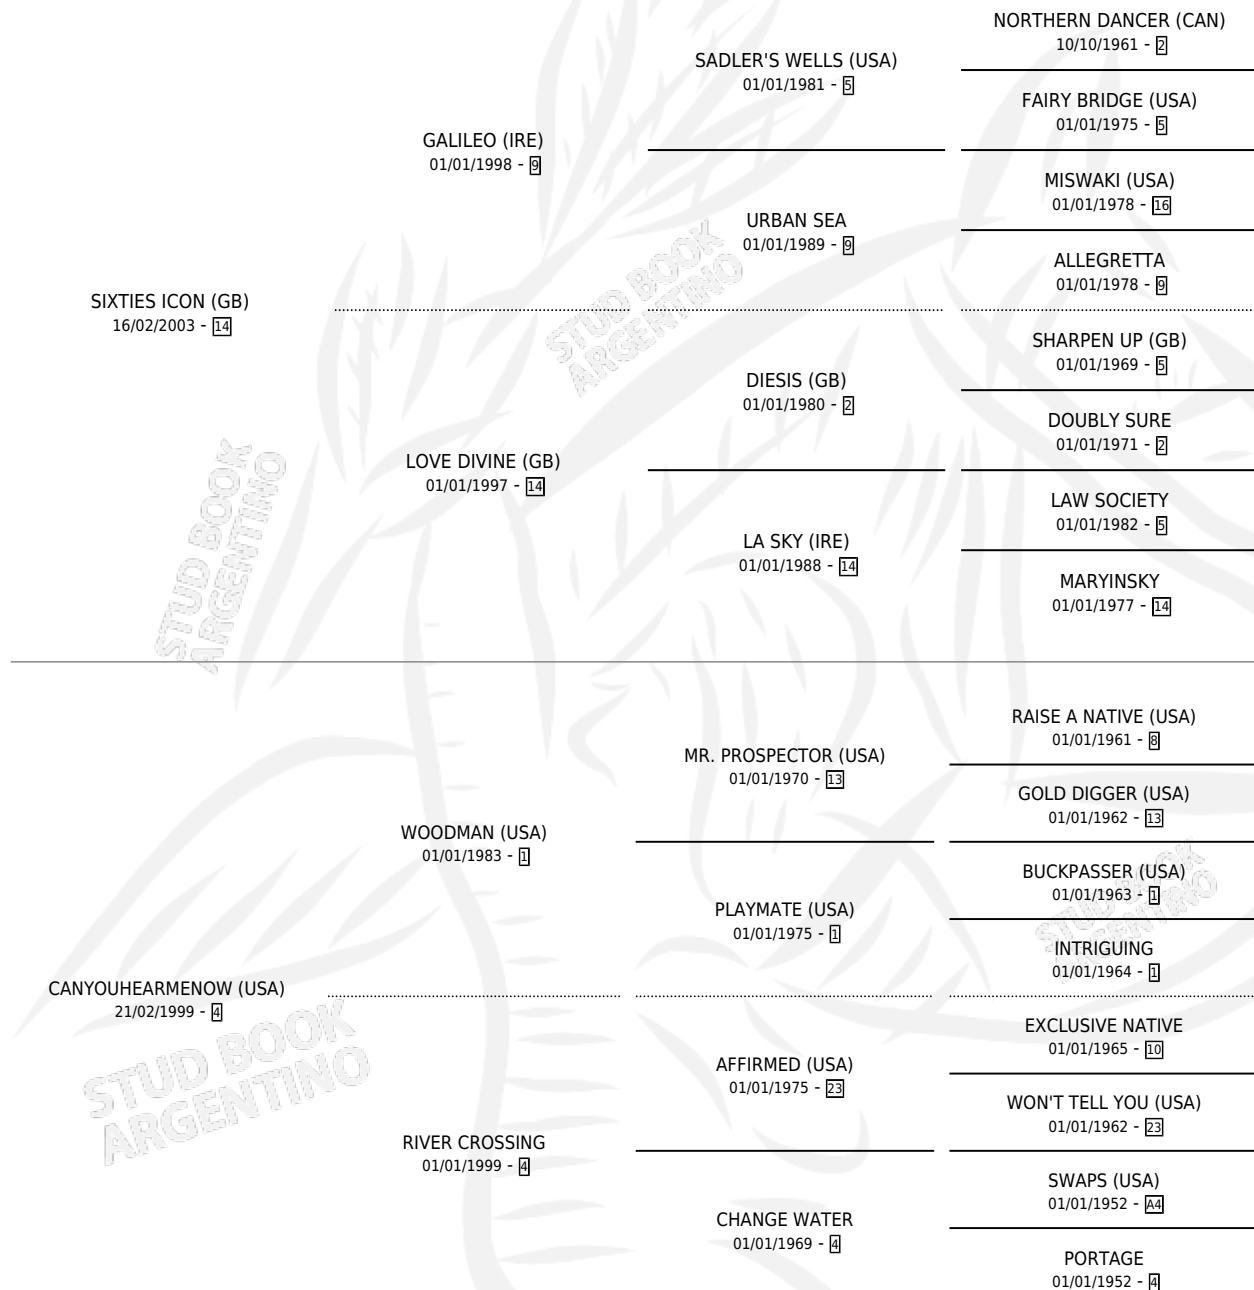 NORTHERN DANCER (CAN)
10/10/1961 - 2
SADLER'S WELLS (USA)
01/01/1981 - 5
FAIRY BRIDGE (USA)
01/01/1975 - 5
GALILEO (IRE)
01/01/1998 - 9
MISWAKI (USA)
01/01/1978 - 16
URBAN SEA
01/01/1989 - 9
ALLEGRETTA
01/01/1978 - 9
SIXTIES ICON (GB)
16/02/2003 - 14
STUD BOOK
ARGENTINO
SHARPEN UP (GB)
01/01/1969 - 5
DIESIS (GB)
01/01/1980 - 2
DOUBLY SURE
01/01/1971 - 2
LOVE DIVINE (GB)
01/01/1997 - 14
LAW SOCIETY
01/01/1982 - 5
LA SKY (IRE)
01/01/1988 - 14
MARYINSKY
01/01/1977 - 14
STUD BOOK
ARGENTINO
RAISE A NATIVE (USA)
01/01/1961 - 8
MR. PROSPECTOR (USA)
01/01/1970 - 13
GOLD DIGGER (USA)
01/01/1962 - 13
WOODMAN (USA)
01/01/1983 - 1
BUCKPASSER (USA)
01/01/1963 - 1
PLAYMATE (USA)
01/01/1975 - 1
STUD BOOK
ARGENTINO
INTRIGUING
01/01/1964 - 1
CANYOUHEARMENOW (USA)
21/02/1999 - 4
STUD BOOK
ARGENTINO
EXCLUSIVE NATIVE
01/01/1965 - 10
AFFIRMED (USA)
01/01/1975 - 23
WON'T TELL YOU (USA)
01/01/1962 - 23
RIVER CROSSING
01/01/1999 - 4
SWAPS (USA)
01/01/1952 - A4
CHANGE WATER
01/01/1969 - 4
PORTAGE
01/01/1952 - 4